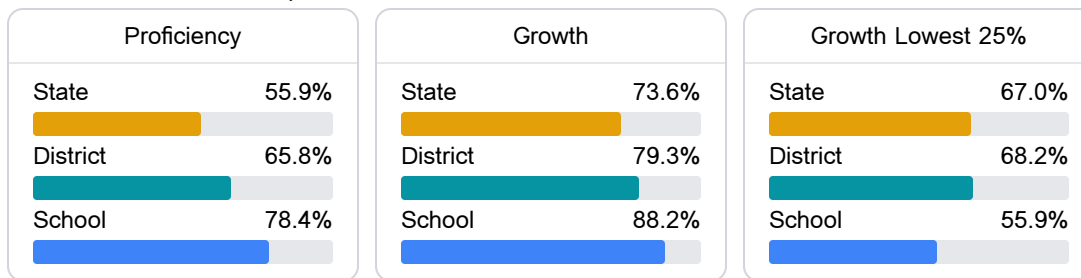 Proficiency
State 55.9%
District 65.8%
School 78.4%
Growth
State 73.6%
District 79.3%
School 88.2%
Growth Lowest 25%
State 67.0%
District 68.2%
School 55.9%